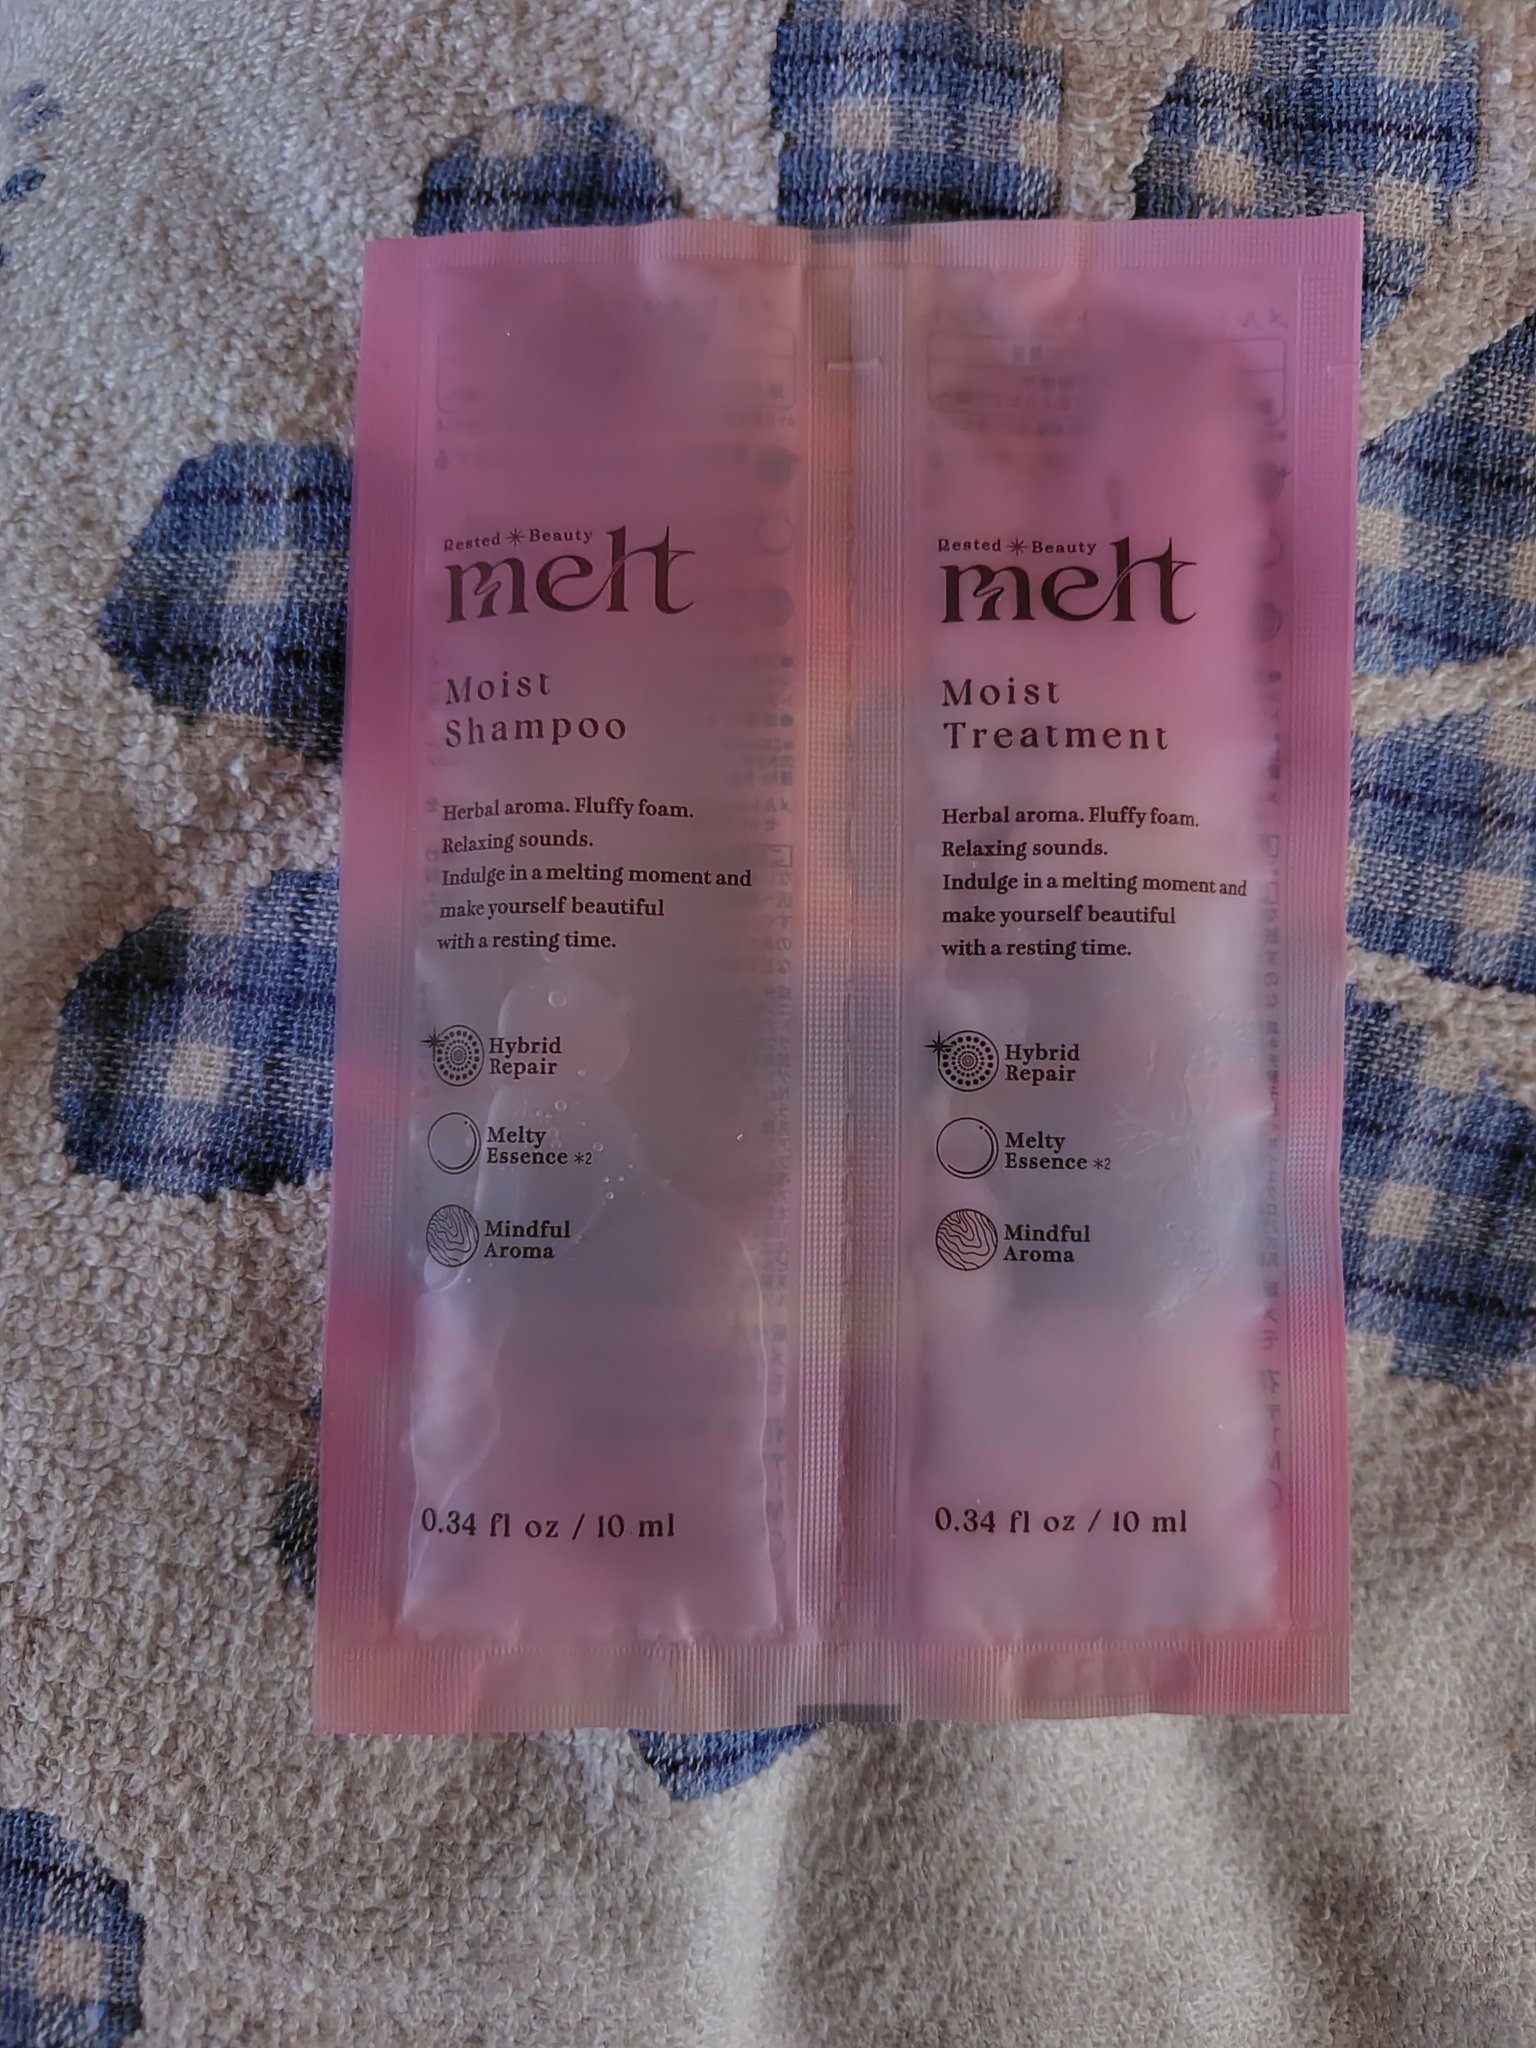 Rested Beauty
melt
Moist
Shampoo
Herbal aroma. Fluffy foam.
Relaxing sounds.
Indulge in a melting moment and
make yourself beautiful
with a resting time.
Hybrid
Repair
Melty
Essence *2
Mindful
Aroma
0.34 fl oz / 10 ml
Rested Beauty
melt
Moist
Treatment
Herbal aroma. Fluffy foam.
Relaxing sounds.
Indulge in a melting moment and
make yourself beautiful
with a resting time.
Hybrid
Repair
Melty
Essence *2
Mindful
Aroma
0.34 fl oz / 10 ml